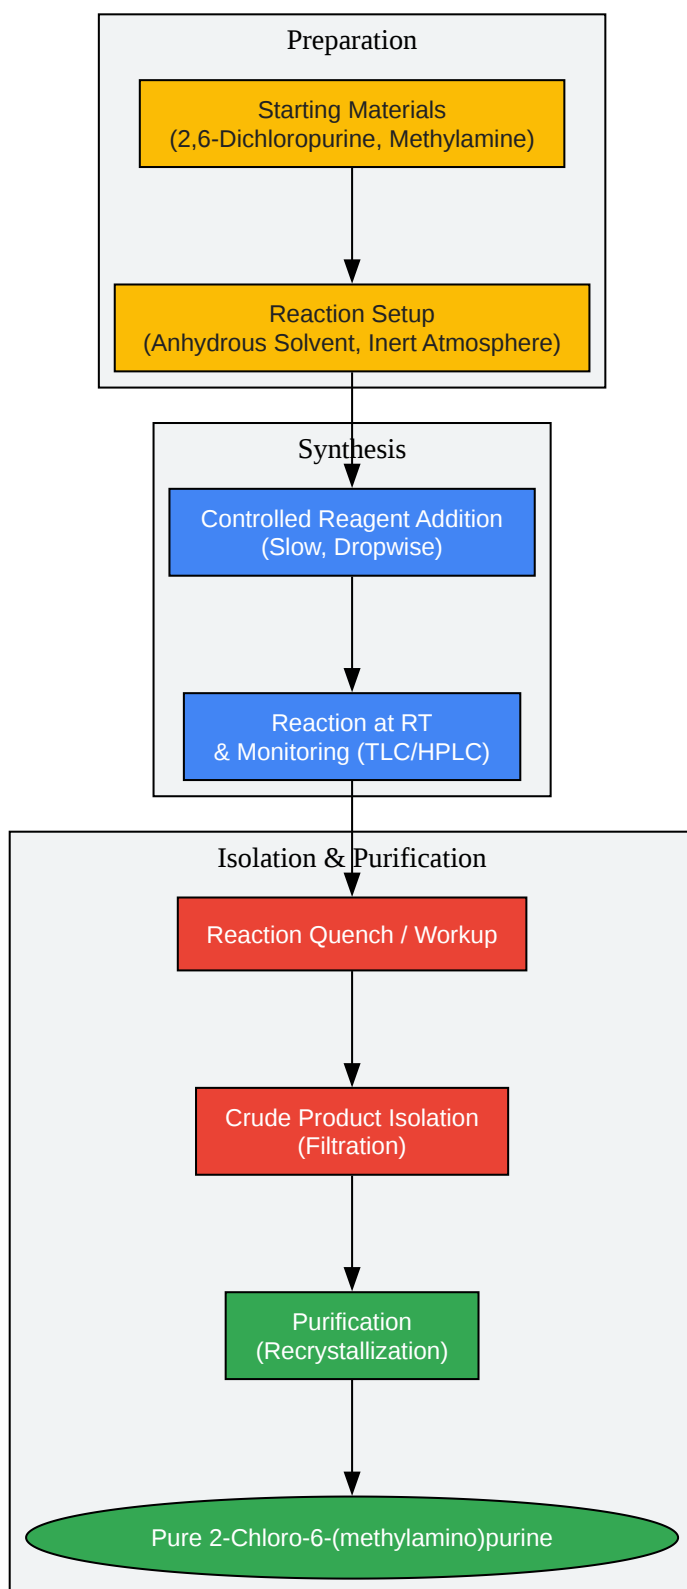 Preparation
Starting Materials
(2,6-Dichloropurine, Methylamine)
Reaction Setup
(Anhydrous Solvent, Inert Atmosphere)
Synthesis
Controlled Reagent Addition
(Slow, Dropwise)
Reaction at RT
& Monitoring (TLC/HPLC)
Isolation & Purification
Reaction Quench / Workup
Crude Product Isolation
(Filtration)
Purification
(Recrystallization)
Pure 2-Chloro-6-(methylamino)purine